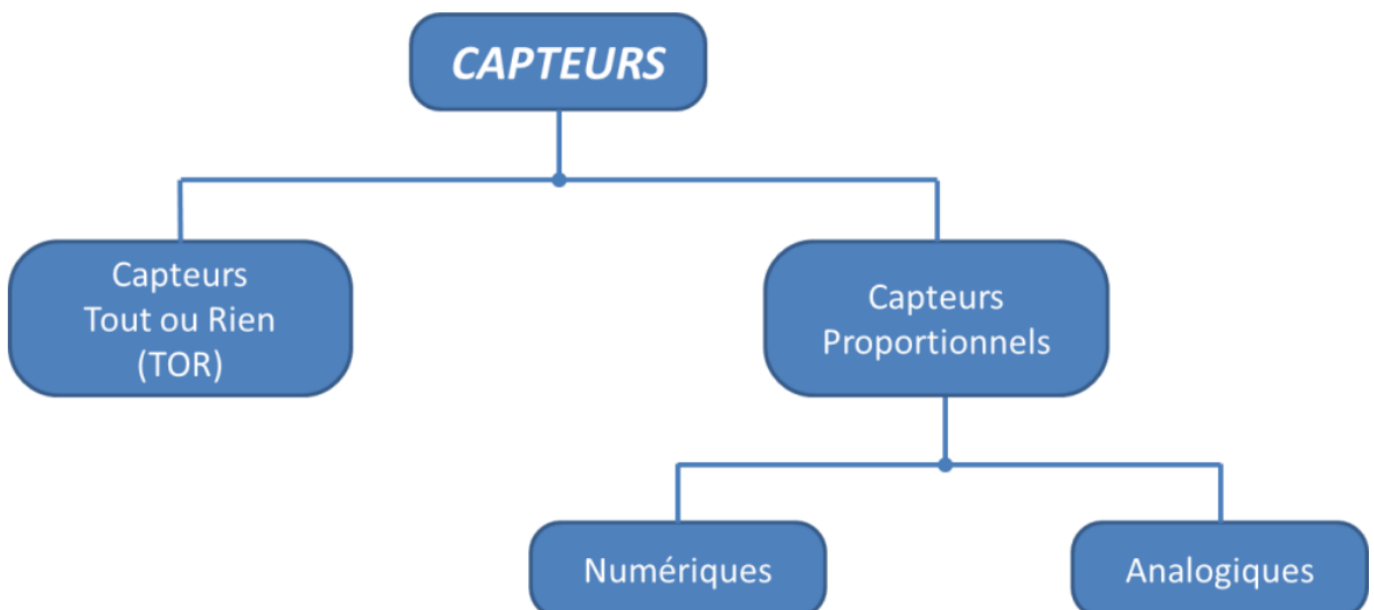 CAPTEURS
Capteurs
Tout ou Rien
(TOR)
Capteurs
Proportionnels
Numériques
Analogiques